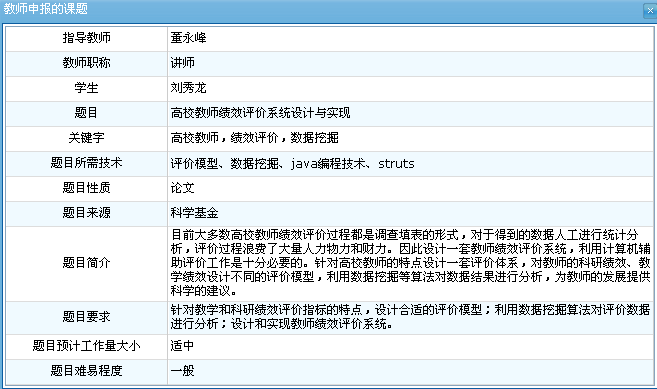 教师申报的课题
指导教师 董永峰
教师职称 讲师
学生 刘秀龙
题目 高校教师绩效评价系统设计与实现
关键字 高校教师，绩效评价，数据挖掘
题目所需技术 评价模型、数据挖掘、java编程技术、struts
题目性质 论文
题目来源 科学基金
题目简介 目前大多数高校教师绩效评价过程都是调查填表的形式，对于得到的数据人工进行统计分
析，评价过程浪费了大量人力物力和财力。因此设计一套教师绩效评价系统，利用计算机辅
助评价工作是十分必要的。针对高校教师的特点设计一套评价体系，对教师的科研绩效、教
学绩效设计不同的评价模型，利用数据挖掘等算法对数据结果进行分析，为教师的发展提供
科学的建议。
题目要求 针对教学和科研绩效评价指标的特点，设计合适的评价模型；利用数据挖掘算法对评价数据
进行分析；设计和实现教师绩效评价系统。
题目预计工作量大小 适中
题目难易程度 一般